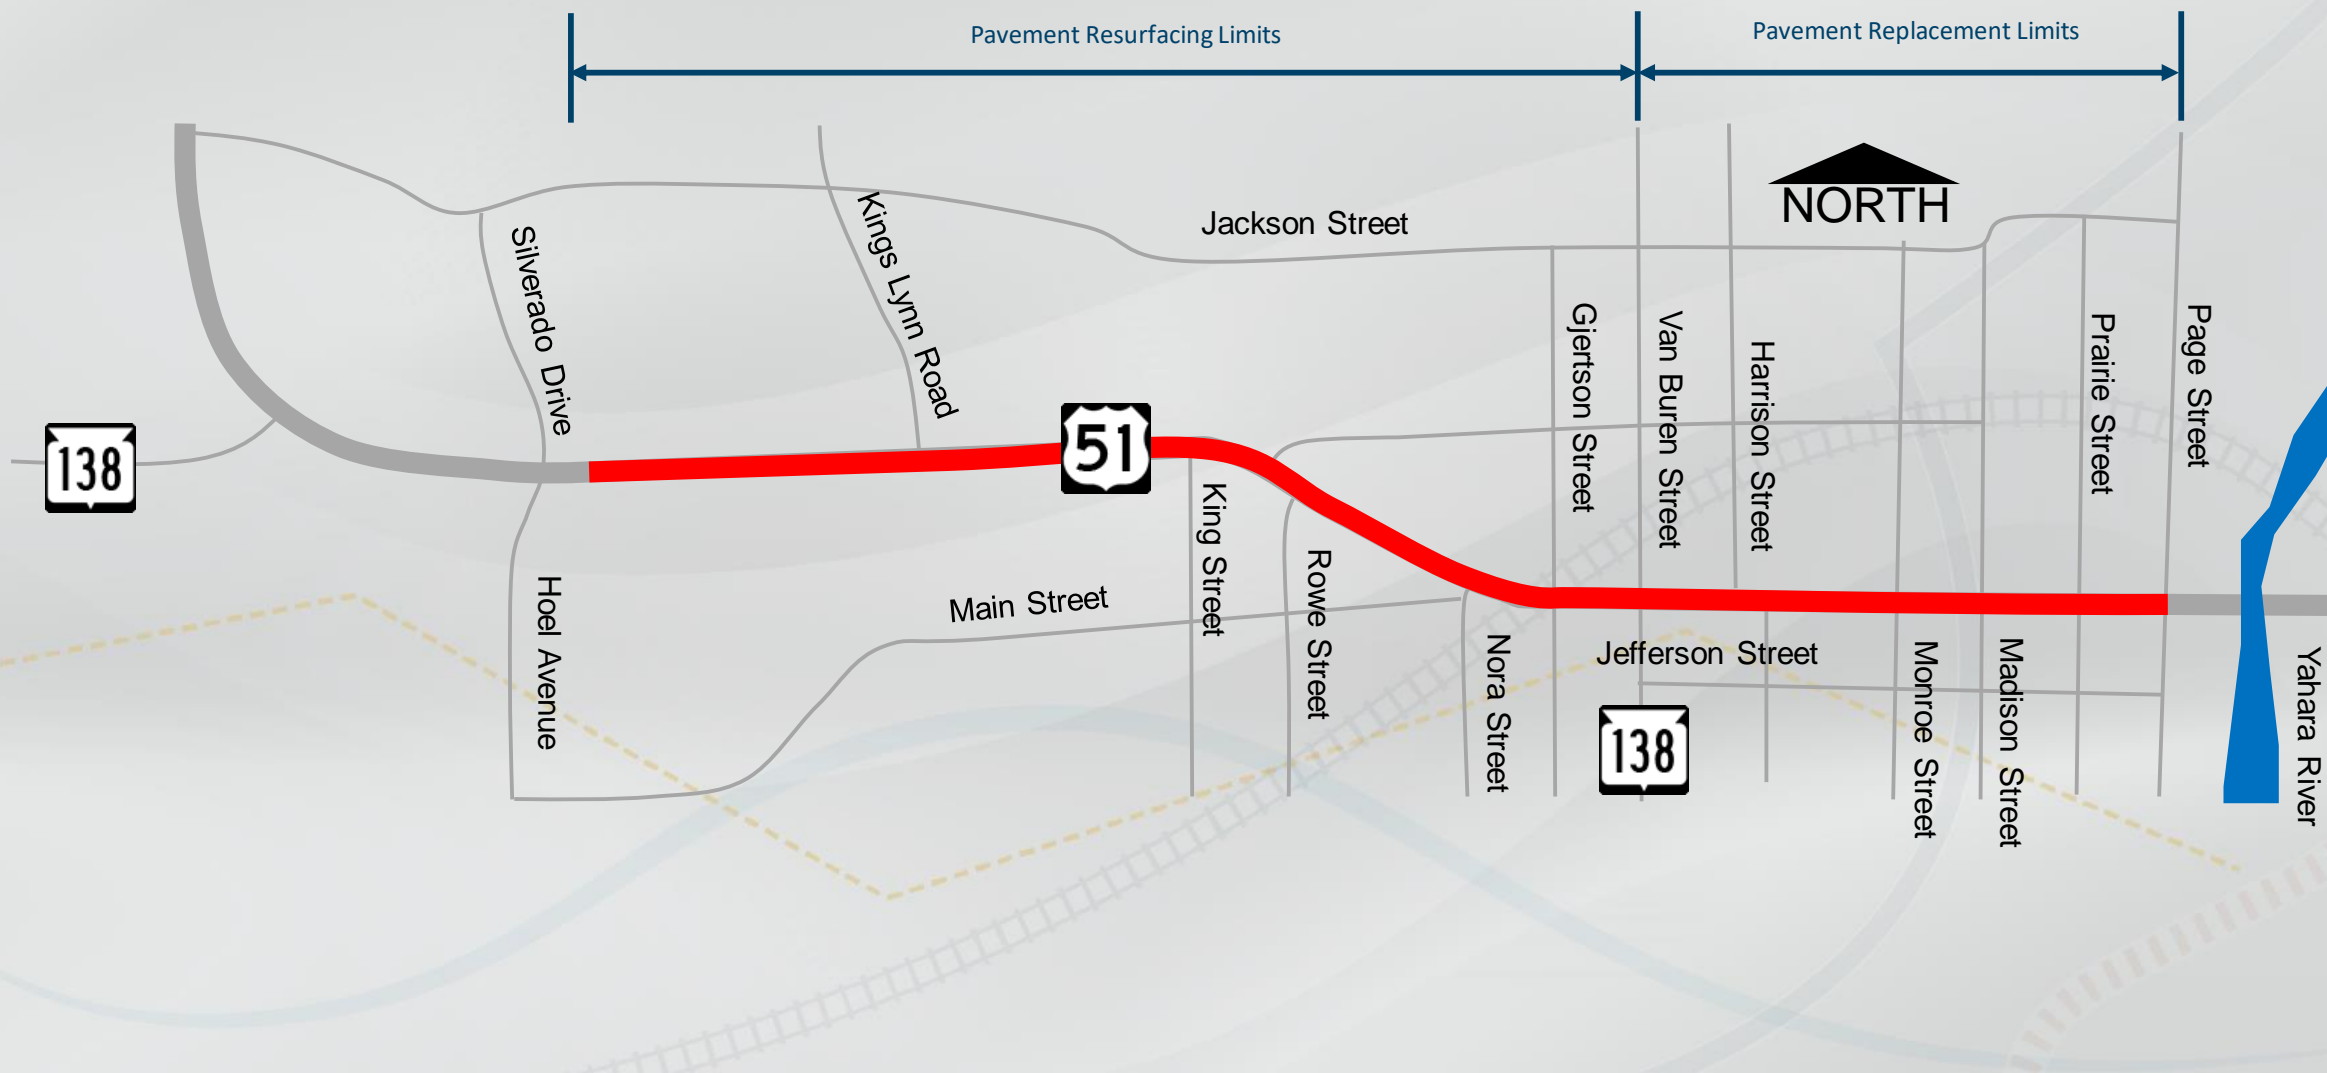 Pavement Resurfacing Limits
Pavement Replacement Limits
NORTH
Jackson Street
Silverado Drive
Kings Lynn Road
Gjertson Street
Van Buren Street
Harrison Street
Prairie Street
Page Street
138
51
King Street
Rowe Street
Hoel Avenue
Main Street
Nora Street
Jefferson Street
Monroe Street
Madison Street
Yahara River
138